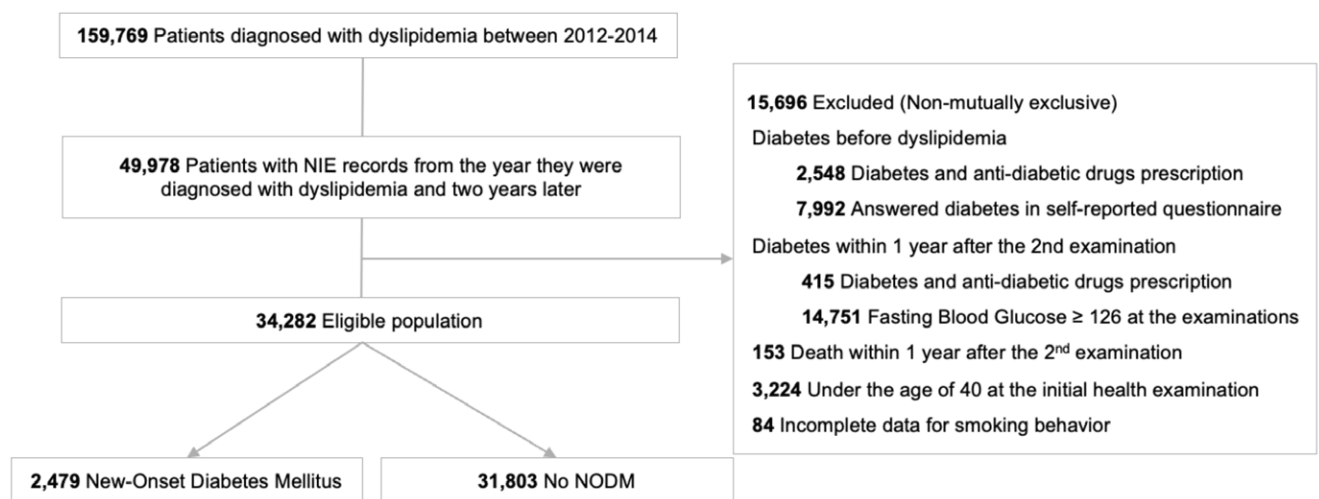 159,769 Patients diagnosed with dyslipidemia between 2012-2014
49,978 Patients with NIE records from the year they were
diagnosed with dyslipidemia and two years later
15,696 Excluded (Non-mutually exclusive)
Diabetes before dyslipidemia
2,548 Diabetes and anti-diabetic drugs prescription
7,992 Answered diabetes in self-reported questionnaire
Diabetes within 1 year after the 2nd examination
415 Diabetes and anti-diabetic drugs prescription
14,751 Fasting Blood Glucose ≥ 126 at the examinations
153 Death within 1 year after the 2nd examination
3,224 Under the age of 40 at the initial health examination
84 Incomplete data for smoking behavior
34,282 Eligible population
2,479 New-Onset Diabetes Mellitus
31,803 No NODM